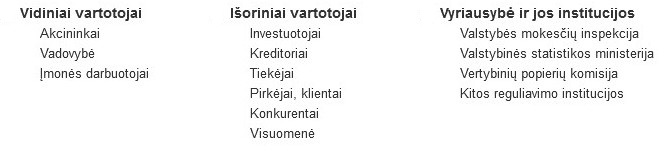 Vidiniai vartotojai
Akcininkai
Vadovybė
Įmonės darbuotojai
Išoriniai vartotojai
Investuotojai
Kreditoriai
Tiekėjai
Pirkėjai, klientai
Konkurentai
Visuomenė
Vyriausybė ir jos institucijos
Valstybės mokesčių inspekcija
Valstybinės statistikos ministerija
Vertybinių popierių komisija
Kitos reguliavimo institucijos